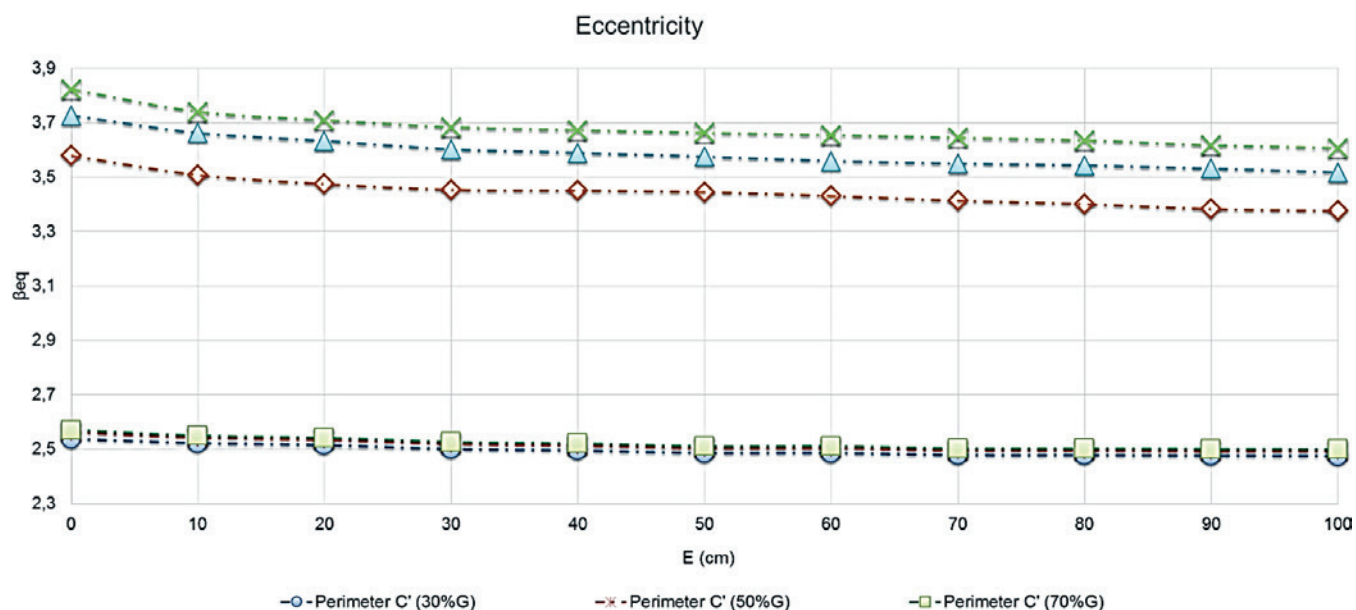 Eccentricity
3,9
3,7
3,5
3,3
3,1
2,9
2,7
2,5
2,3
βeq
0 10 20 30 40 50 60 70 80 90 100
E (cm)
Perimeter C' (30%G) Perimeter C' (50%G) Perimeter C' (70%G)